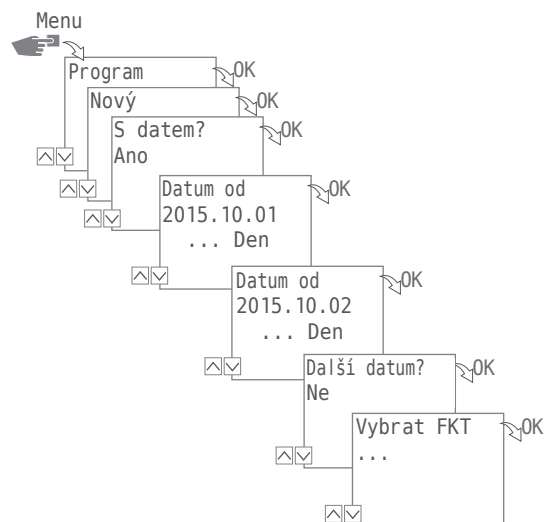 Menu
Program
OK
Nový
OK
S datem?
OK
Ano
Datum od
OK
2015.10.01
... Den
Datum od
OK
2015.10.02
... Den
Další datum?
OK
Ne
Vybrat FKT
OK
...